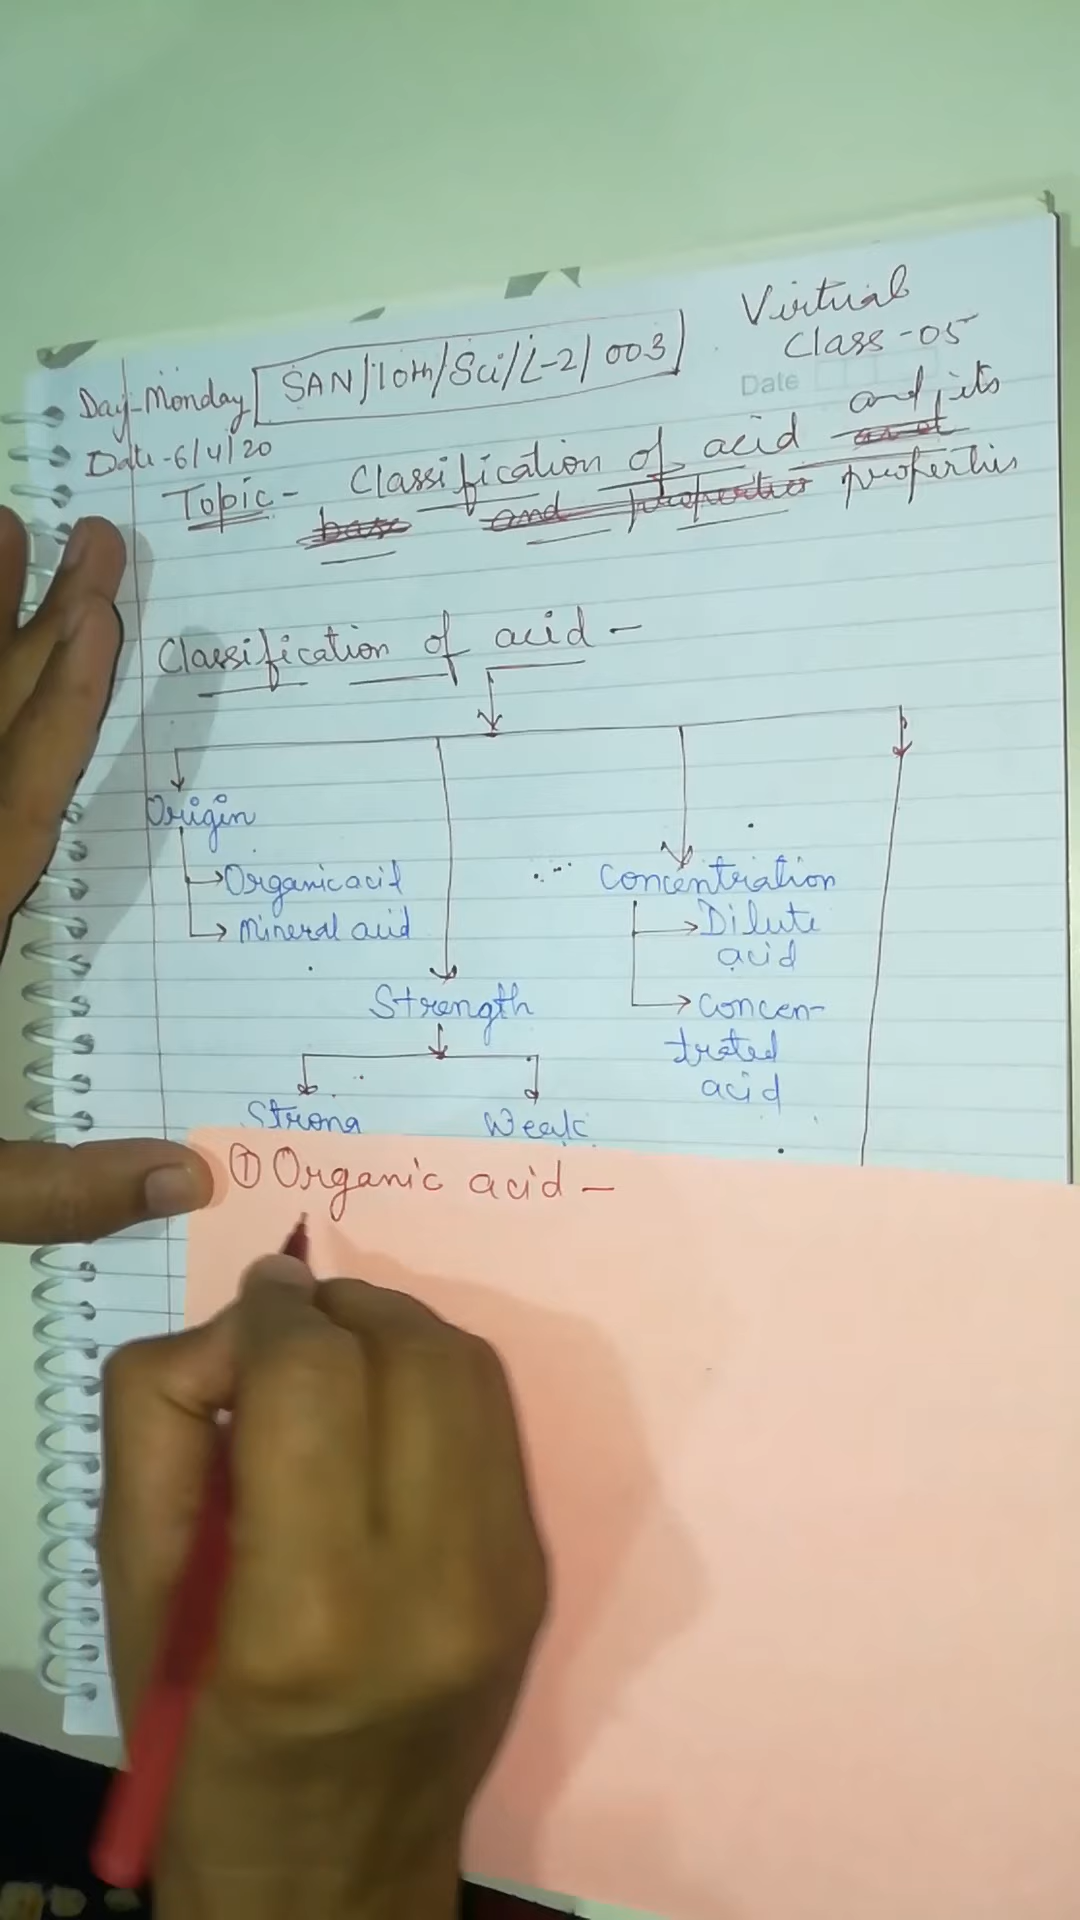 Virtual
Class-05
Day-Monday SAN/10th/Sci/L-2/003
Date
Date-6/4/20
Topic- Classification of acid and its
base and properties properties
Classification of acid -
Origin
Organic acid
Mineral acid
Concentration
Dilute
acid
Concen-
trated
acid
Strength
Strong
Weak
① Organic acid -